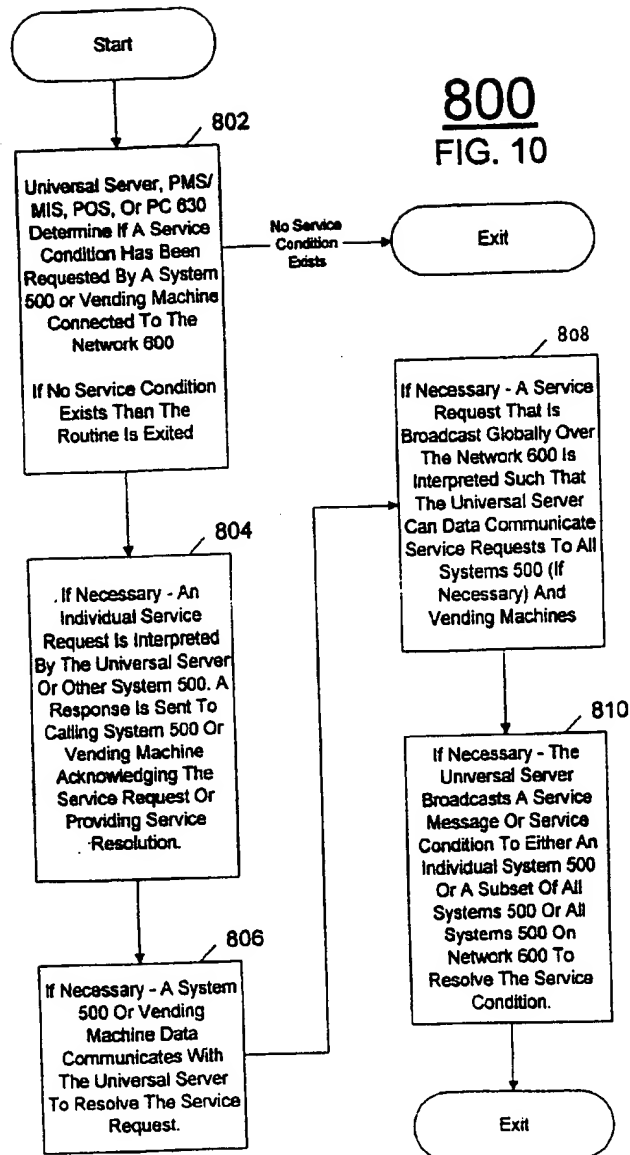 Start
800
FIG. 10
802
Universal Server, PMS/
MIS, POS, Or PC 630
Determine If A Service
Condition Has Been
Requested By A System
500 or Vending Machine
Connected To The
Network 600
If No Service Condition
Exists Then The
Routine Is Exited
No Service
Condition
Exists
Exit
804
If Necessary - An
Individual Service
Request Is Interpreted
By The Universal Server
Or Other System 500. A
Response Is Sent To
Calling System 500 Or
Vending Machine
Acknowledging The
Service Request Or
Providing Service
Resolution.
806
If Necessary - A System
500 Or Vending
Machine Data
Communicates With
The Universal Server
To Resolve The Service
Request.
808
If Necessary - A Service
Request That Is
Broadcast Globally Over
The Network 600 Is
Interpreted Such That
The Universal Server
Can Data Communicate
Service Requests To All
Systems 500 (If
Necessary) And
Vending Machines
810
If Necessary - The
Universal Server
Broadcasts A Service
Message Or Service
Condition To Either An
Individual System 500
Or A Subset Of All
Systems 500 Or All
Systems 500 On
Network 600 To
Resolve The Service
Condition.
Exit